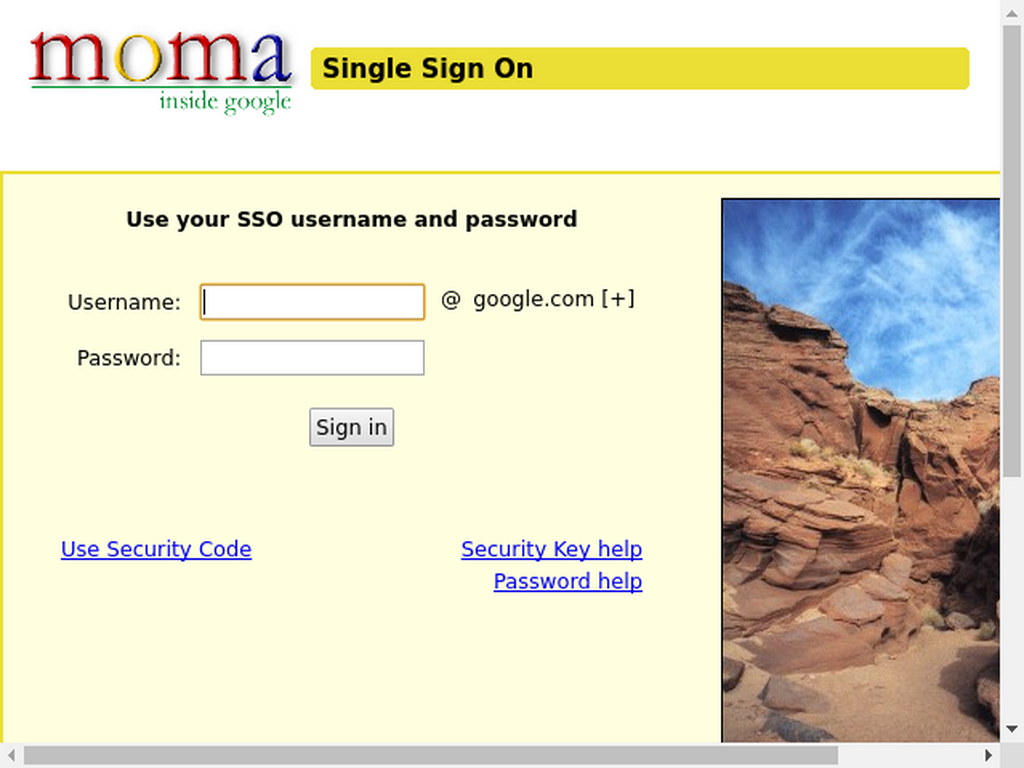 moma
inside google
Single Sign On
Use your SSO username and password
Username: @ google.com [+]
Password:
Sign in
Use Security Code Security Key help
Password help